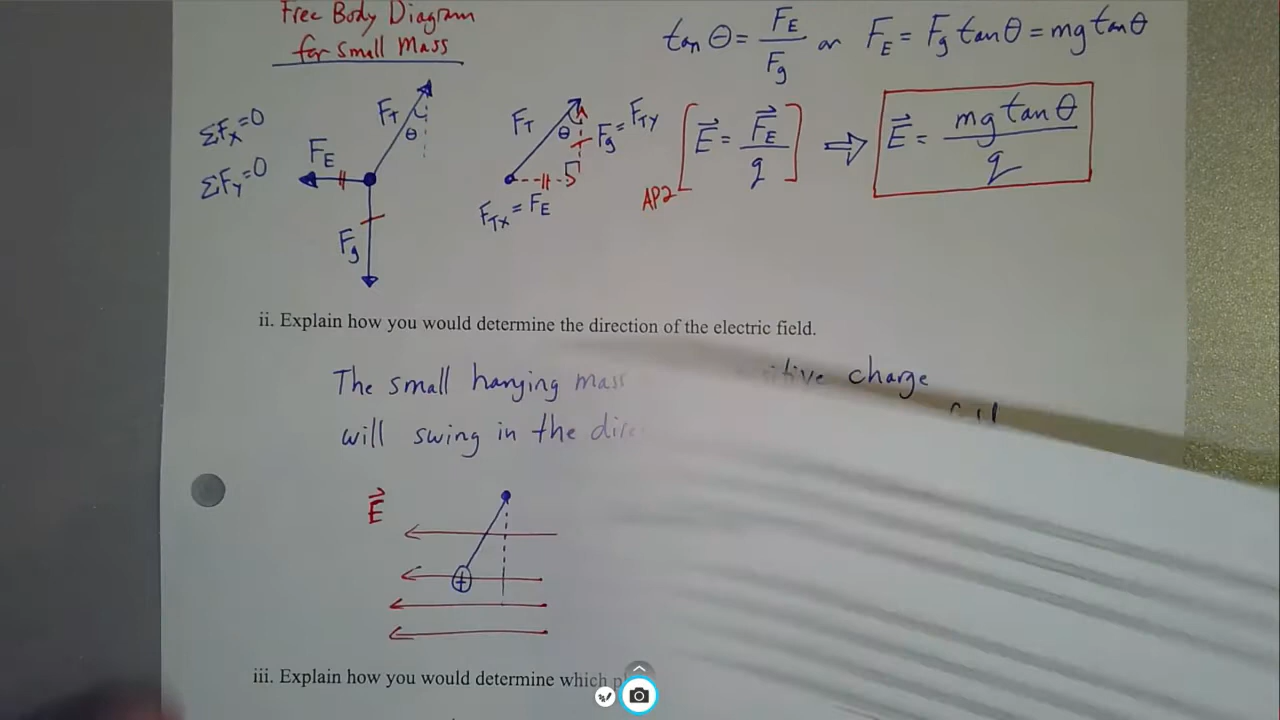 Free Body Diagram
for Small Mass
tan θ = F_E / F_g or F_E = F_g tan θ = mg tan θ
ΣF_x = 0
ΣF_y = 0
F_T
θ
F_E
F_g
F_T
θ
F_g = F_Ty
F_Tx = F_E
AP2 [E⃗ = F⃗_E / q] ⇒ E⃗ = mg tan θ / q
ii. Explain how you would determine the direction of the electric field.
The small hanging mass charge
will swing in the
E⃗
+
iii. Explain how you would determine which